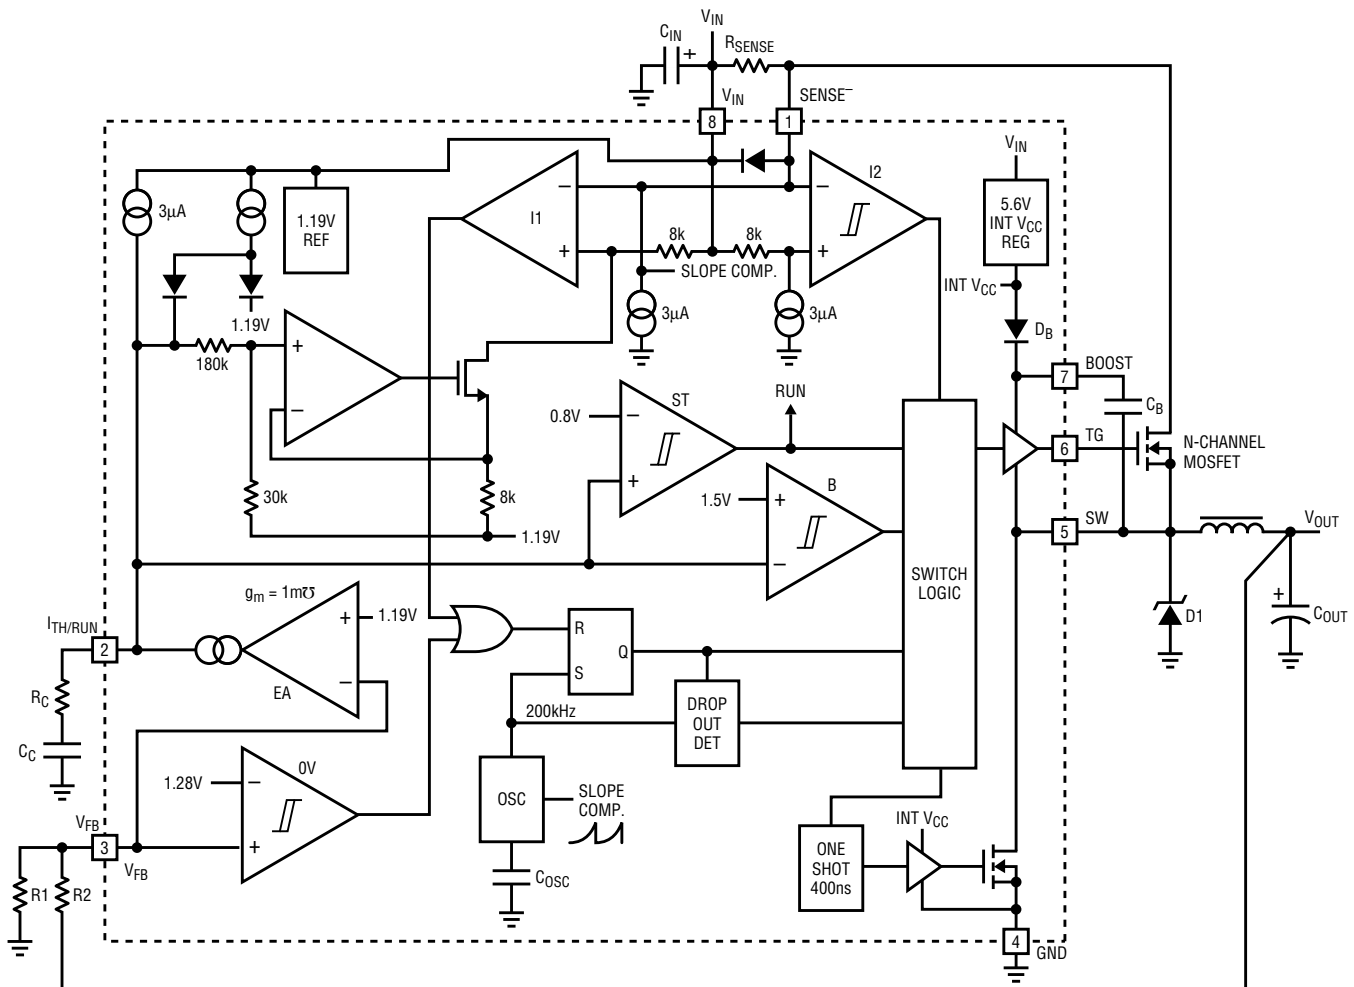 VIN
CIN
+
RSENSE
VIN
SENSE–
8
1
VIN
3µA
1.19V
REF
I1
–
+
8k
8k
SLOPE COMP.
3µA
3µA
–
+
I2
5.6V
INT VCC
REG
INT VCC
DB
1.19V
180k
+
–
30k
8k
1.19V
0.8V
–
+
ST
RUN
1.5V
+
–
B
SWITCH
LOGIC
BOOST
7
CB
TG
6
N-CHANNEL
MOSFET
SW
5
VOUT
+
COUT
D1
gm = 1m℧
+
1.19V
–
EA
ITH/RUN
2
RC
CC
R
S
Q
200kHz
DROP
OUT
DET
1.28V
–
+
0V
OSC
SLOPE
COMP.
COSC
VFB
3
VFB
R1
R2
INT VCC
ONE
SHOT
400ns
4
GND